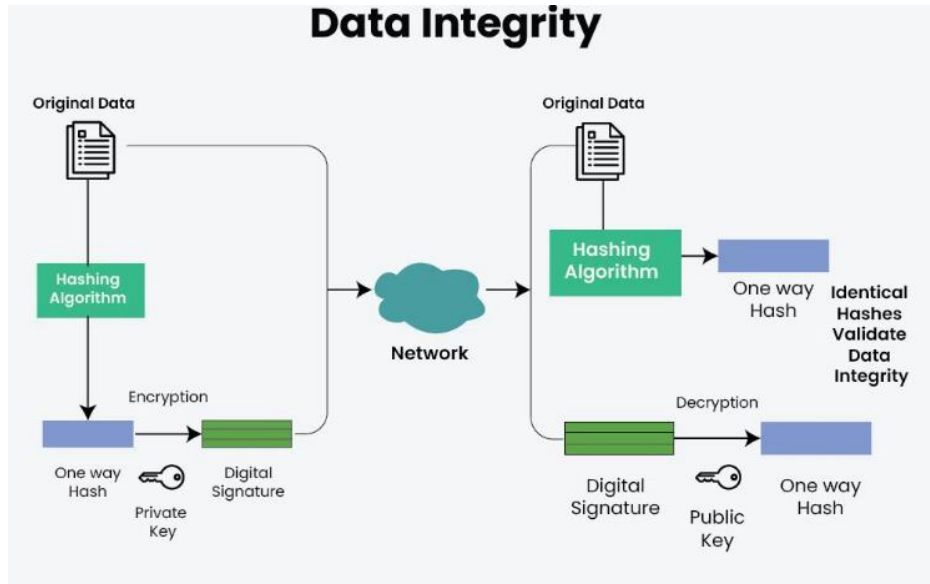 Data Integrity
Original Data
Hashing
Algorithm
Encryption
One way
Hash
Private
Key
Digital
Signature
Network
Original Data
Hashing
Algorithm
One way
Hash
Identical
Hashes
Validate
Data
Integrity
Decryption
Digital
Signature
Public
Key
One way
Hash